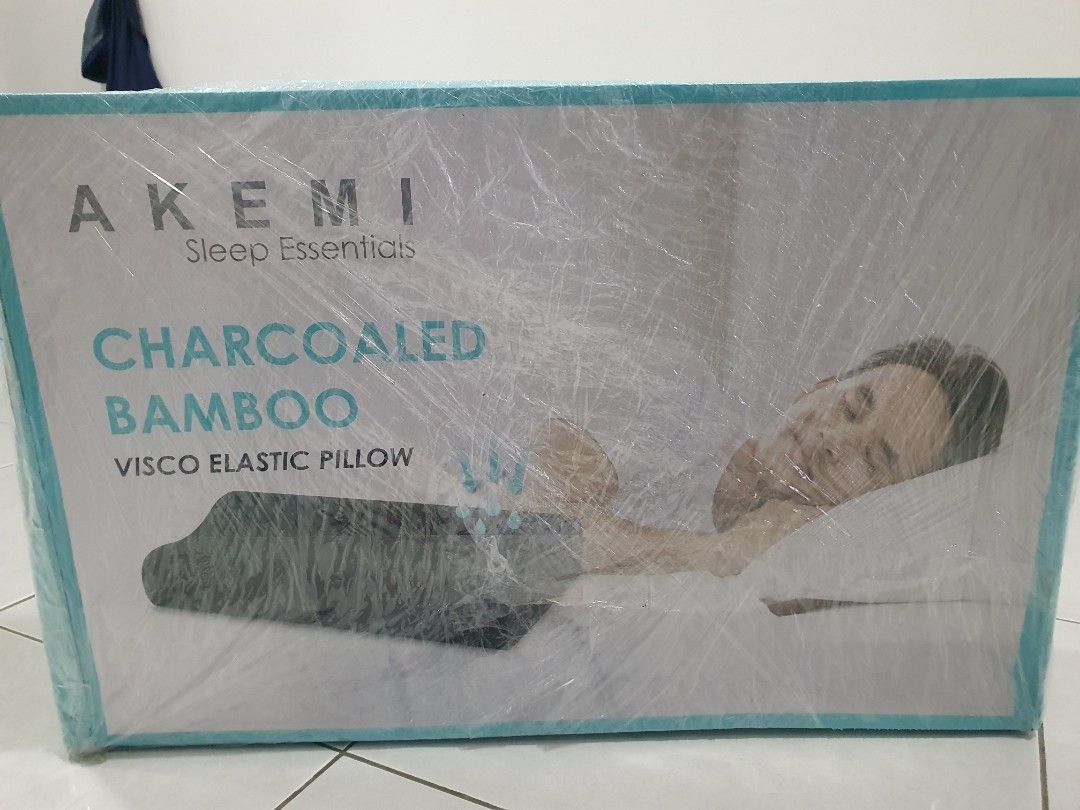 AKEMI
Sleep Essentials
CHARCOALED
BAMBOO
VISCO ELASTIC PILLOW